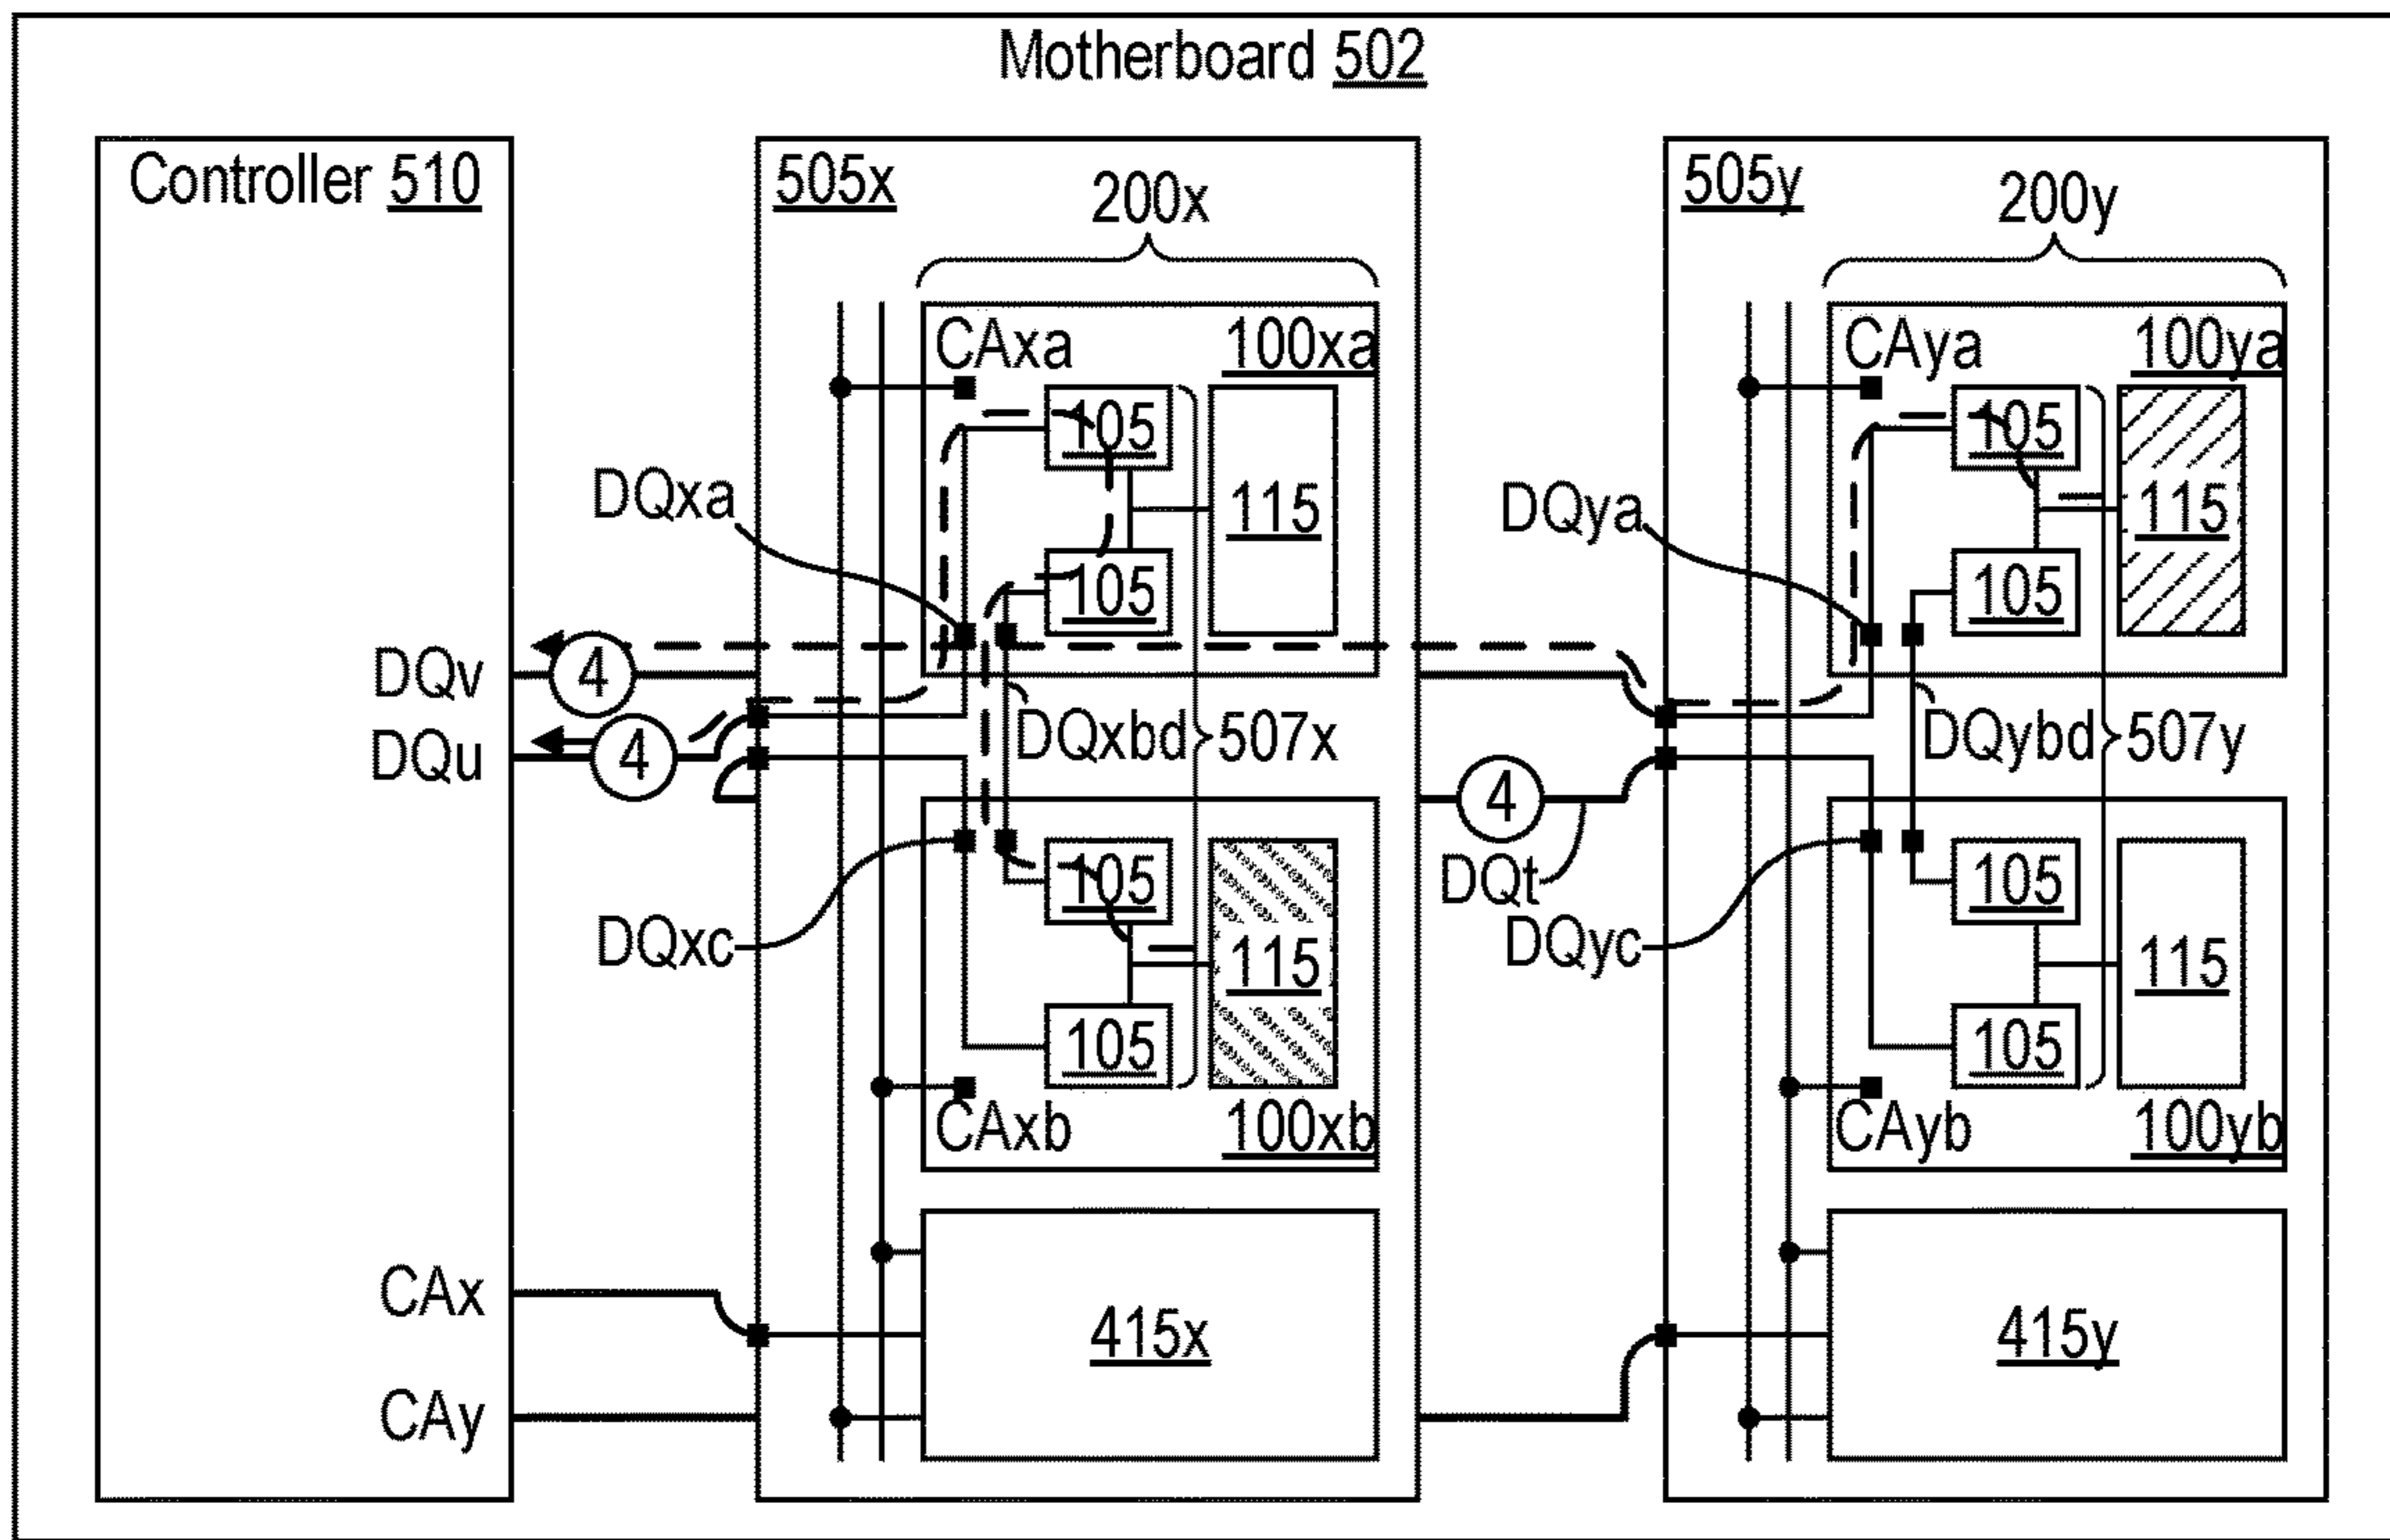 Motherboard 502
Controller 510
505x
200x
505y
200y
CAxa
100xa
CAya
100ya
105
115
105
115
DQxa
DQya
105
105
DQv
4
DQu
4
DQxbd
507x
DQybd
507y
4
DQt
105
115
105
115
DQxc
DQyc
105
105
CAxb
100xb
CAyb
100yb
CAx
415x
415y
CAy